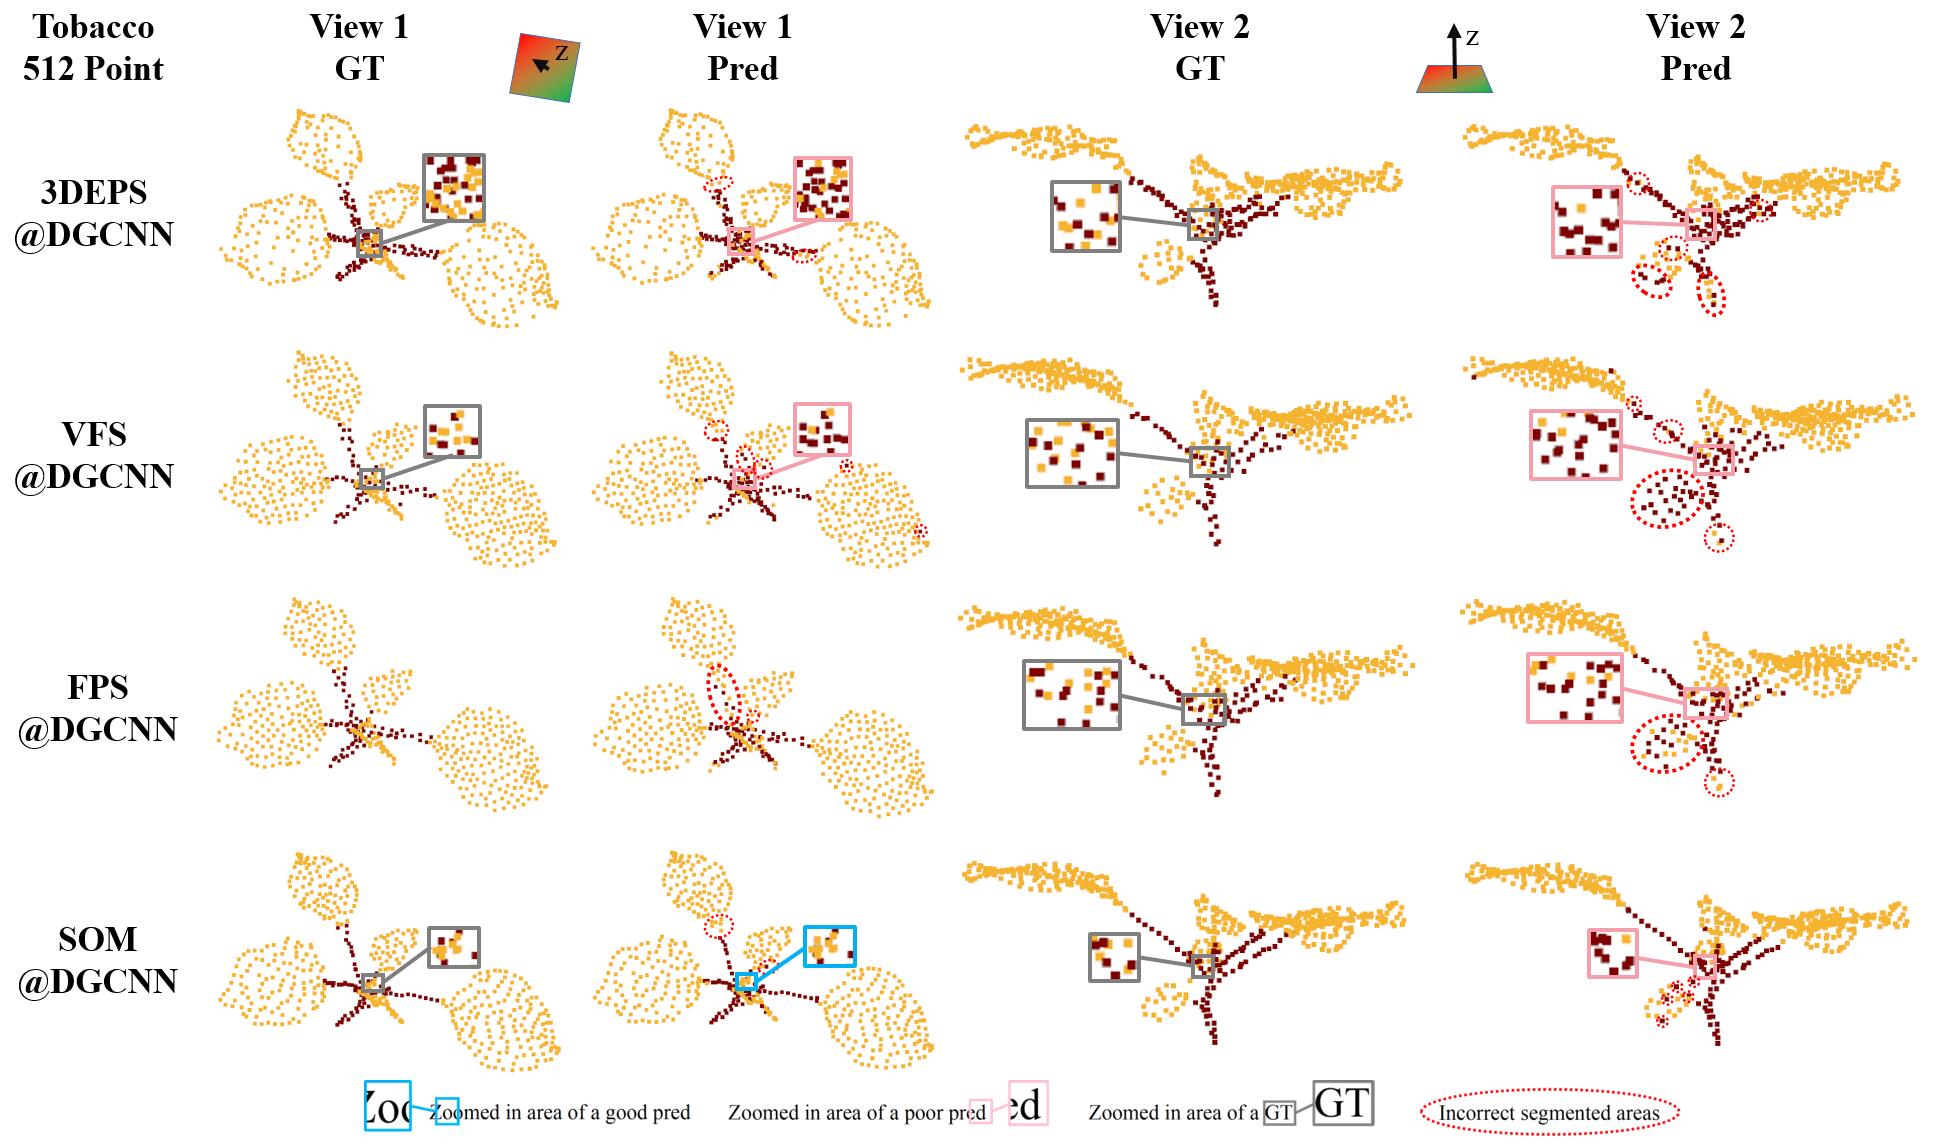 Tobacco
512 Point
View 1
GT
Z
View 1
Pred
View 2
GT
Z
View 2
Pred
3DEPS
@DGCNN
VFS
@DGCNN
FPS
@DGCNN
SOM
@DGCNN
Zoo
Zoomed in area of a good pred
Zoomed in area of a poor pred
ed
Zoomed in area of a GT
GT
Incorrect segmented areas